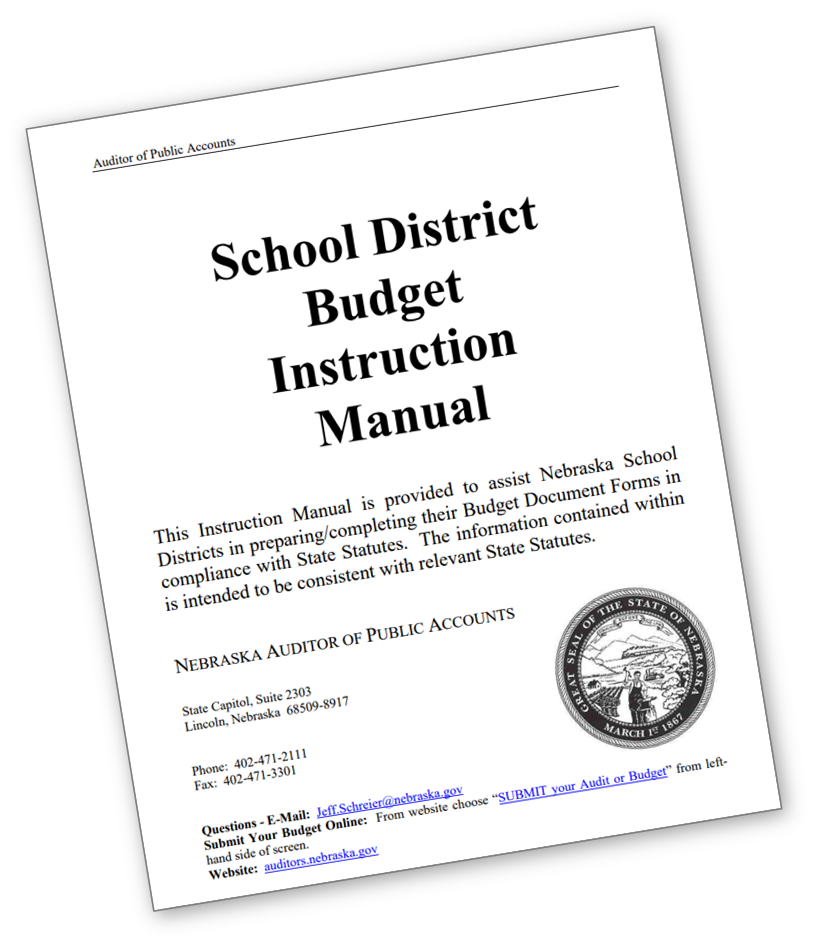 Auditor of Public Accounts
School District
Budget
Instruction
Manual
This Instruction Manual is provided to assist Nebraska School
Districts in preparing/completing their Budget Document Forms in
compliance with State Statutes. The information contained within
is intended to be consistent with relevant State Statutes.
NEBRASKA AUDITOR OF PUBLIC ACCOUNTS
GREAT SEAL OF THE STATE OF NEBRASKA
MARCH 1ST 1867
State Capitol, Suite 2303
Lincoln, Nebraska 68509-8917
Phone: 402-471-2111
Fax: 402-471-3301
Questions - E-Mail: Jeff.Schreier@nebraska.gov
Submit Your Budget Online: From website choose “SUBMIT your Audit or Budget” from left-
hand side of screen.
Website: auditors.nebraska.gov